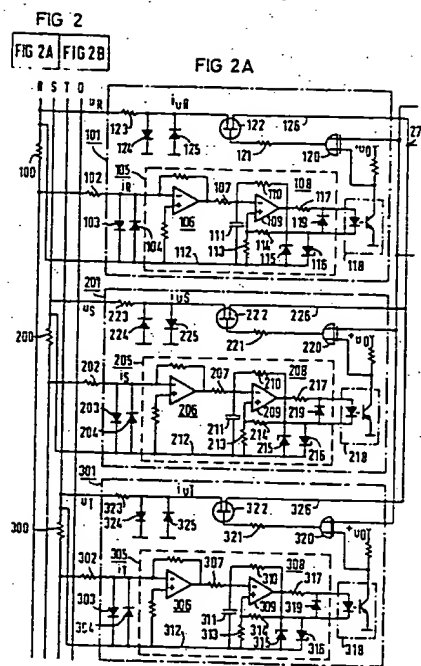 FIG 2
FIG 2A FIG 2B
FIG 2A
R S T O
uR iuR
123 122 126 27
124 125 121 120
101 +U01
100
102 105 107 110 108 117
iR
103 104 106 111 109 119
113 114 115 116 118
112
201
uS iuS
223 222 226
224 225 221 220
+U01
200
202 205 207 210 208 217
iS
203 204 206 211 209 219
213 214 215 216 218
212
301
uT iuT
323 322 326
324 325 321 320
+U01
300
302 305 307 310 308 317
iT
303 304 306 311 309 319
313 314 315 316 318
312